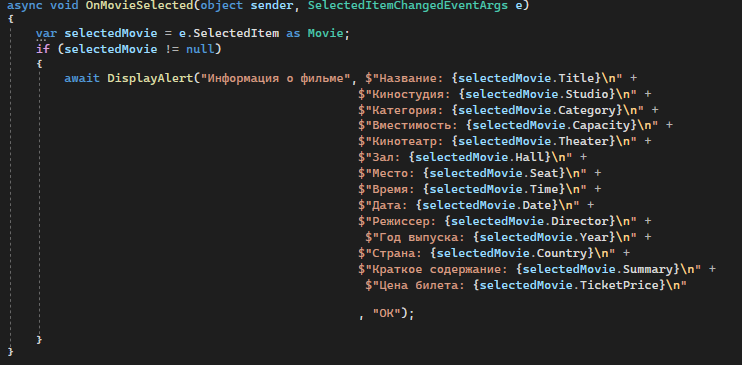 async void OnMovieSelected(object sender, SelectedItemChangedEventArgs e)
{
var selectedMovie = e.SelectedItem as Movie;
if (selectedMovie != null)
{
await DisplayAlert("Информация о фильме", $"Название: {selectedMovie.Title}\n" +
$"Киностудия: {selectedMovie.Studio}\n" +
$"Категория: {selectedMovie.Category}\n" +
$"Вместимость: {selectedMovie.Capacity}\n" +
$"Кинотеатр: {selectedMovie.Theater}\n" +
$"Зал: {selectedMovie.Hall}\n" +
$"Место: {selectedMovie.Seat}\n" +
$"Время: {selectedMovie.Time}\n" +
$"Дата: {selectedMovie.Date}\n" +
$"Режиссер: {selectedMovie.Director}\n" +
$"Год выпуска: {selectedMovie.Year}\n" +
$"Страна: {selectedMovie.Country}\n" +
$"Краткое содержание: {selectedMovie.Summary}\n" +
$"Цена билета: {selectedMovie.TicketPrice}\n"
, "ОК");
}
}